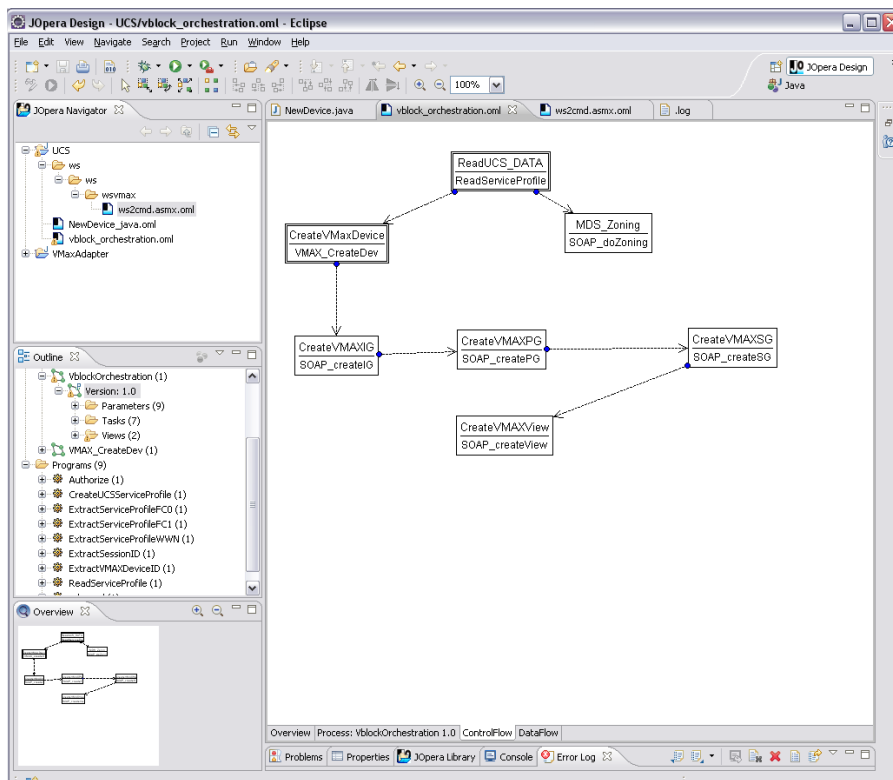 JOpera Design - UCS/vblock_orchestration.oml - Eclipse
File Edit View Navigate Search Project Run Window Help
100%
JOpera Design
Java
JOpera Navigator
UCS
ws
ws
wsvmax
ws2cmd.asmx.oml
NewDevice_java.oml
vblock_orchestration.oml
VMaxAdapter
Outline
VblockOrchestration (1)
Version: 1.0
Parameters (9)
Tasks (7)
Views (2)
VMAX_CreateDev (1)
Programs (9)
Authorize (1)
CreateUCSServiceProfile (1)
ExtractServiceProfileFC0 (1)
ExtractServiceProfileFC1 (1)
ExtractServiceProfileWWN (1)
ExtractSessionID (1)
ExtractVMAXDeviceID (1)
ReadServiceProfile (1)
Overview
NewDevice.java vblock_orchestration.oml ws2cmd.asmx.oml .log
ReadUCS_DATA
ReadServiceProfile
CreateVMaxDevice
VMAX_CreateDev
MDS_Zoning
SOAP_doZoning
CreateVMAXIG
SOAP_createIG
CreateVMAXPG
SOAP_createPG
CreateVMAXSG
SOAP_createSG
CreateVMAXView
SOAP_createView
Overview Process: VblockOrchestration 1.0 ControlFlow DataFlow
Problems Properties JOpera Library Console Error Log